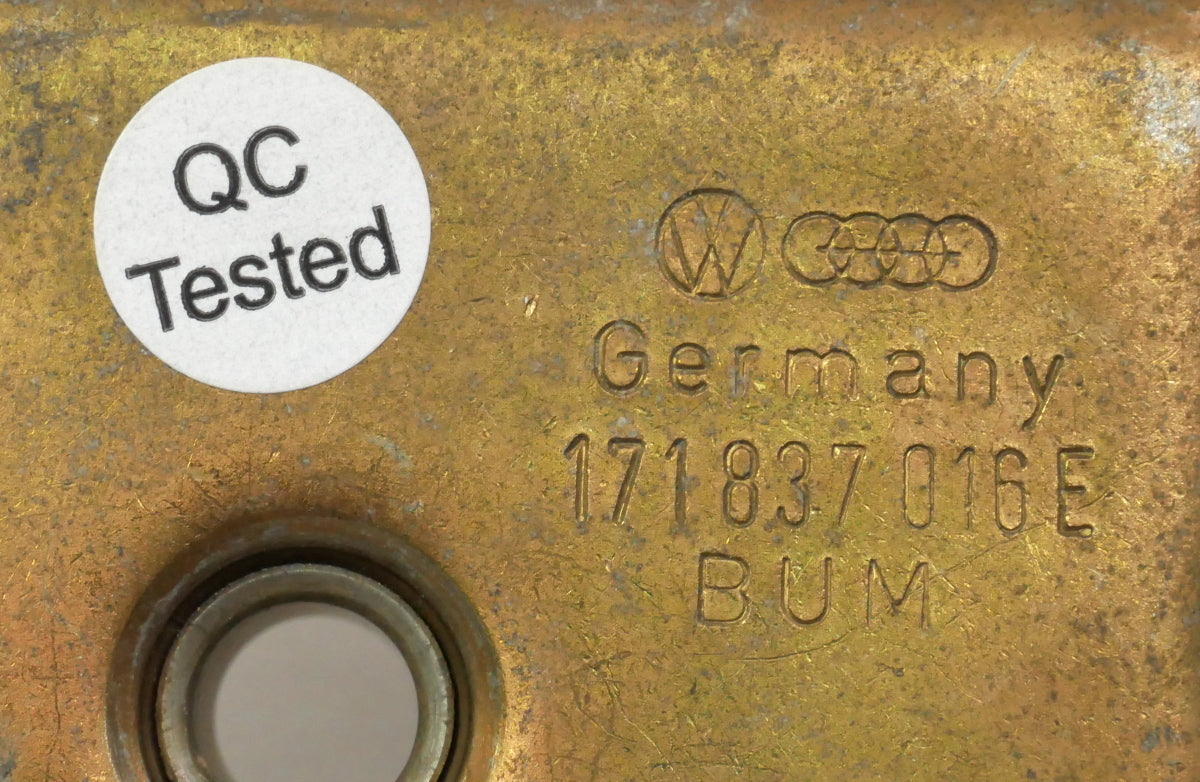 QC
Tested
Germany
171 837 016 E
BUM